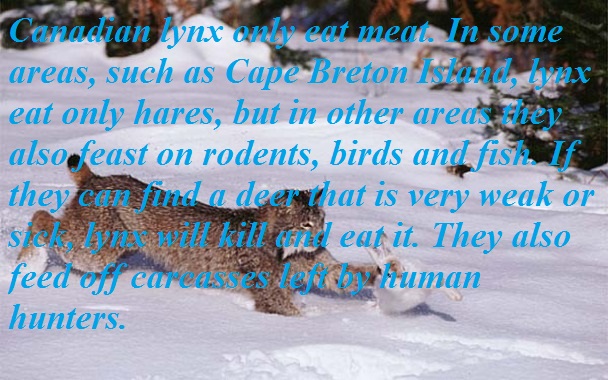 Canadian lynx only eat meat. In some
areas, such as Cape Breton Island, lynx
eat only hares, but in other areas they
also feast on rodents, birds and fish. If
they can find a deer that is very weak or
sick, lynx will kill and eat it. They also
feed off carcasses left by human
hunters.